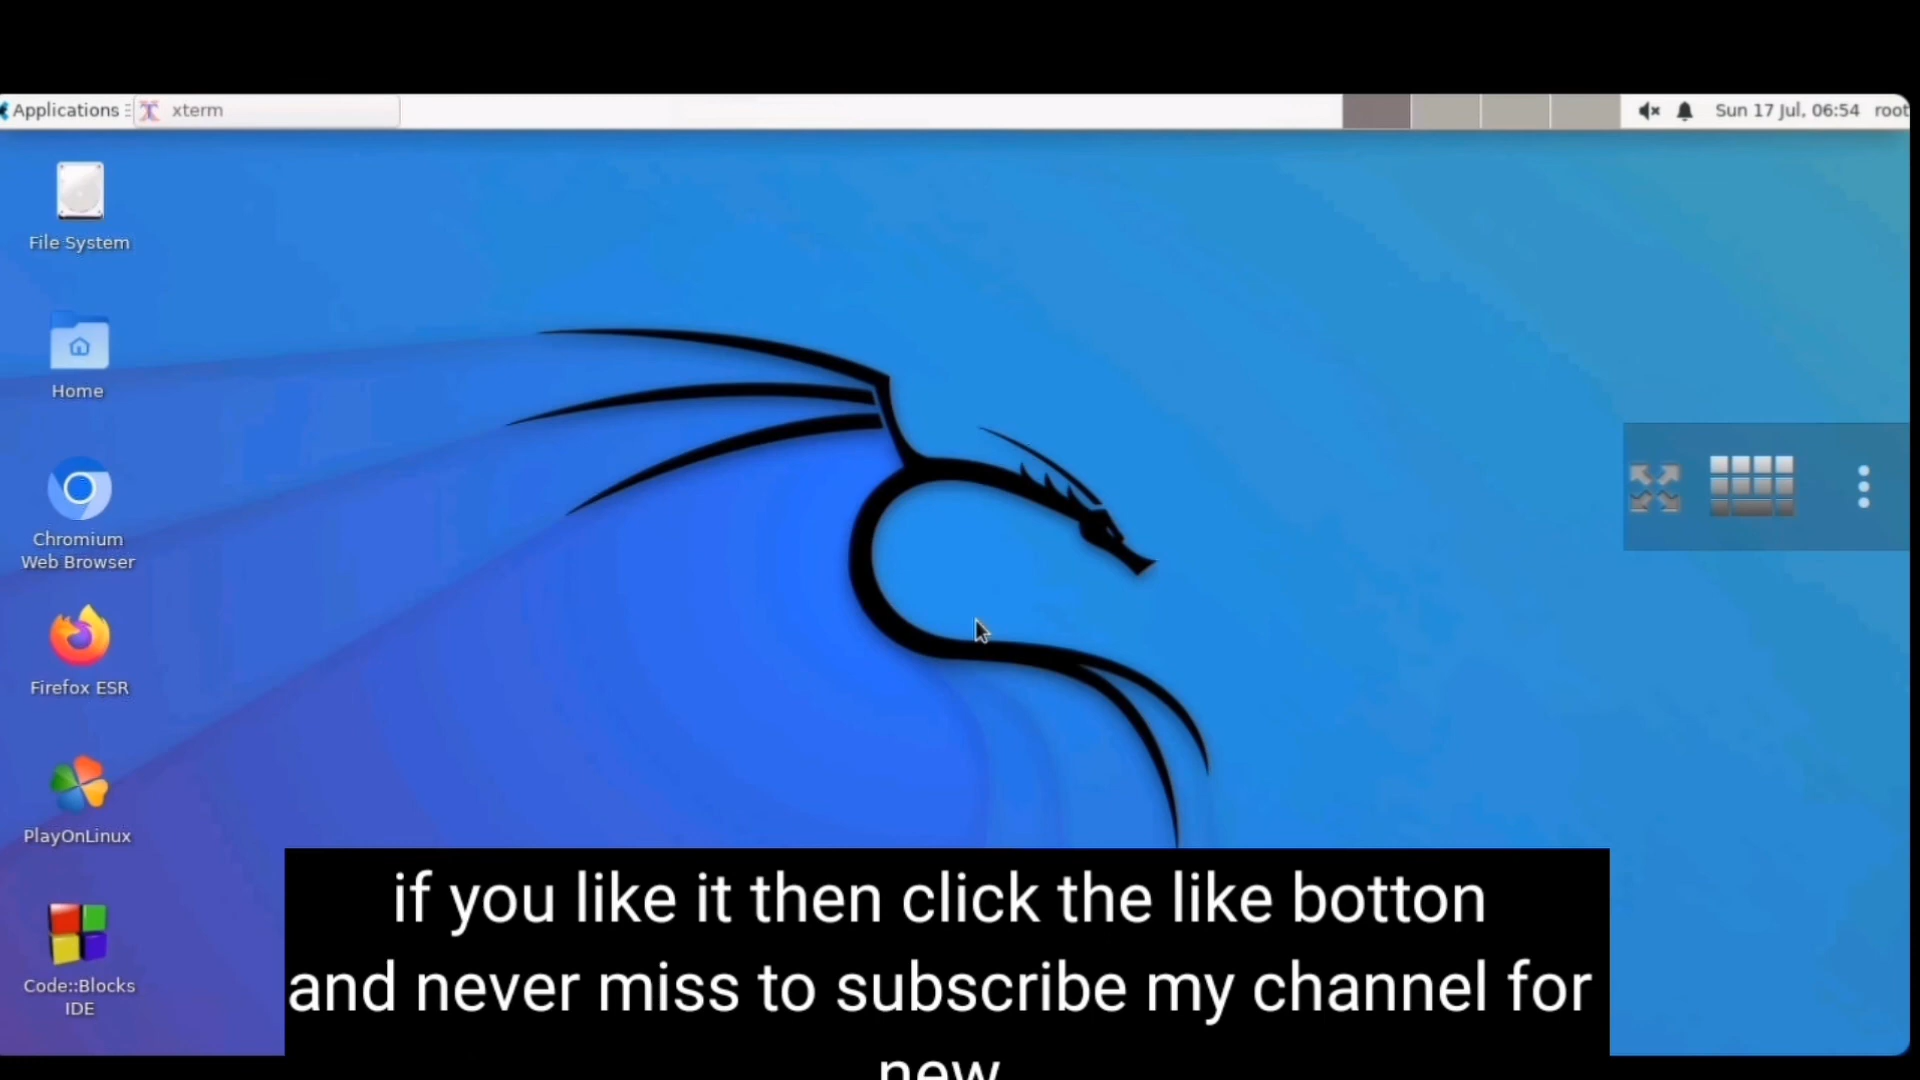 Applications
xterm
Sun 17 Jul, 06:54
root
File System
Home
Chromium
Web Browser
Firefox ESR
PlayOnLinux
Code::Blocks
IDE
if you like it then click the like botton
and never miss to subscribe my channel for
new